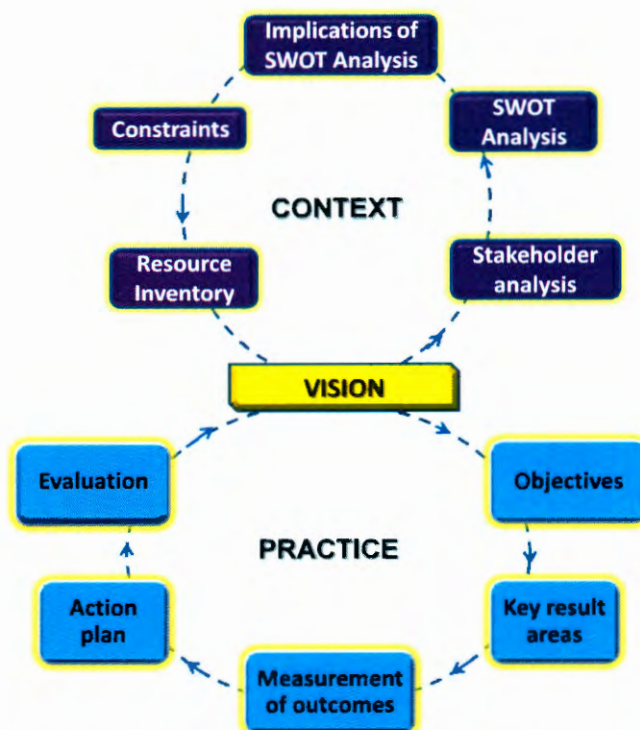 Implications of
SWOT Analysis
SWOT
Analysis
Constraints
CONTEXT
Resource
Inventory
Stakeholder
analysis
VISION
Evaluation
Objectives
PRACTICE
Action
plan
Key result
areas
Measurement
of outcomes